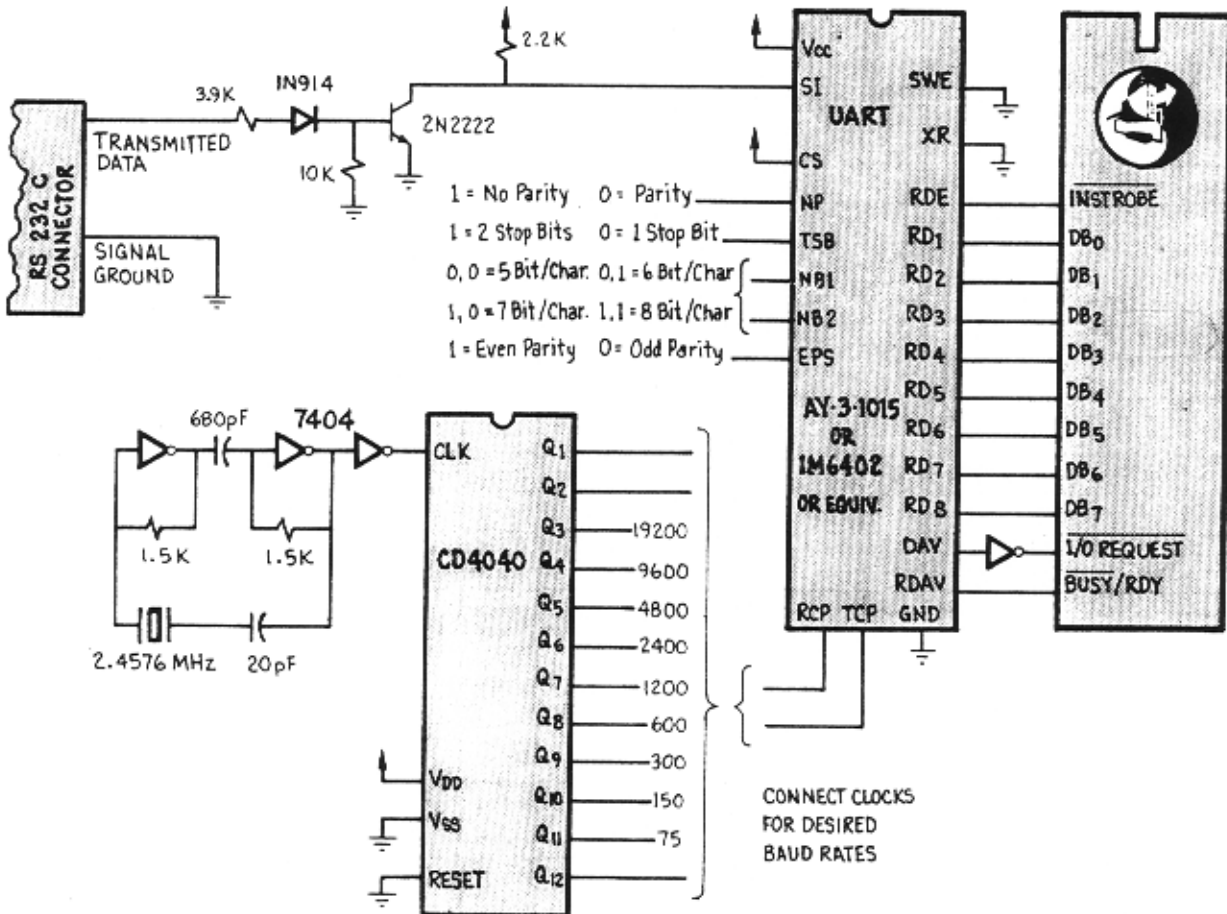 2.2K
1N914
3.9K
2N2222
TRANSMITTED DATA
10K
RS 232 C CONNECTOR
SIGNAL GROUND
1 = No Parity 0 = Parity
1 = 2 Stop Bits 0 = 1 Stop Bit
0,0 = 5 Bit/Char. 0,1 = 6 Bit/Char
1,0 = 7 Bit/Char. 1,1 = 8 Bit/Char
1 = Even Parity 0 = Odd Parity
Vcc
SI
UART
SWE
XR
CS
NP
TSB
NB1
NB2
EPS
AY-3-1015
OR
IM6402
OR EQUIV.
RDE
RD1
RD2
RD3
RD4
RD5
RD6
RD7
RD8
DAV
RDAV
RCP TCP GND
INSTROBE
DB0
DB1
DB2
DB3
DB4
DB5
DB6
DB7
I/O REQUEST
BUSY/RDY
680pF
7404
1.5K
1.5K
2.4576 MHz
20pF
CLK
CD4040
VDD
VSS
RESET
Q1
Q2
Q3 19200
Q4 9600
Q5 4800
Q6 2400
Q7 1200
Q8 600
Q9 300
Q10 150
Q11 75
Q12
CONNECT CLOCKS
FOR DESIRED
BAUD RATES